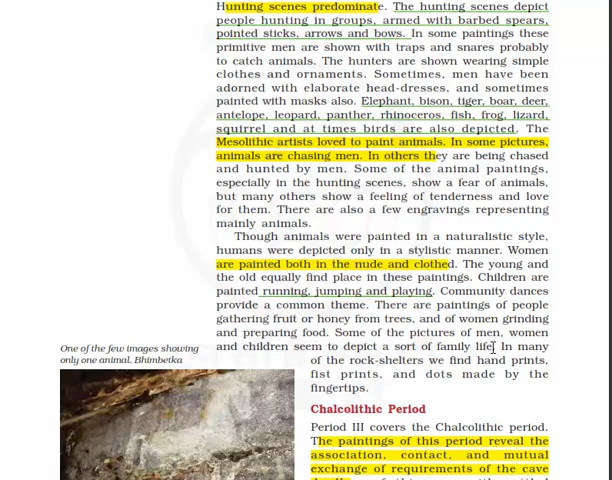 Hunting scenes predominate. The hunting scenes depict
people hunting in groups, armed with barbed spears,
pointed sticks, arrows and bows. In some paintings these
primitive men are shown with traps and snares probably
to catch animals. The hunters are shown wearing simple
clothes and ornaments. Sometimes, men have been
adorned with elaborate head-dresses, and sometimes
painted with masks also. Elephant, bison, tiger, boar, deer,
antelope, leopard, panther, rhinoceros, fish, frog, lizard,
squirrel and at times birds are also depicted. The
Mesolithic artists loved to paint animals. In some pictures,
animals are chasing men. In others they are being chased
and hunted by men. Some of the animal paintings,
especially in the hunting scenes, show a fear of animals,
but many others show a feeling of tenderness and love
for them. There are also a few engravings representing
mainly animals.
Though animals were painted in a naturalistic style,
humans were depicted only in a stylistic manner. Women
are painted both in the nude and clothed. The young and
the old equally find place in these paintings. Children are
painted running, jumping and playing. Community dances
provide a common theme. There are paintings of people
gathering fruit or honey from trees, and of women grinding
and preparing food. Some of the pictures of men, women
and children seem to depict a sort of family life. In many
of the rock-shelters we find hand prints,
fist prints, and dots made by the
fingertips.
One of the few images showing
only one animal, Bhimbetka
Chalcolithic Period
Period III covers the Chalcolithic period.
The paintings of this period reveal the
association, contact, and mutual
exchange of requirements of the cave